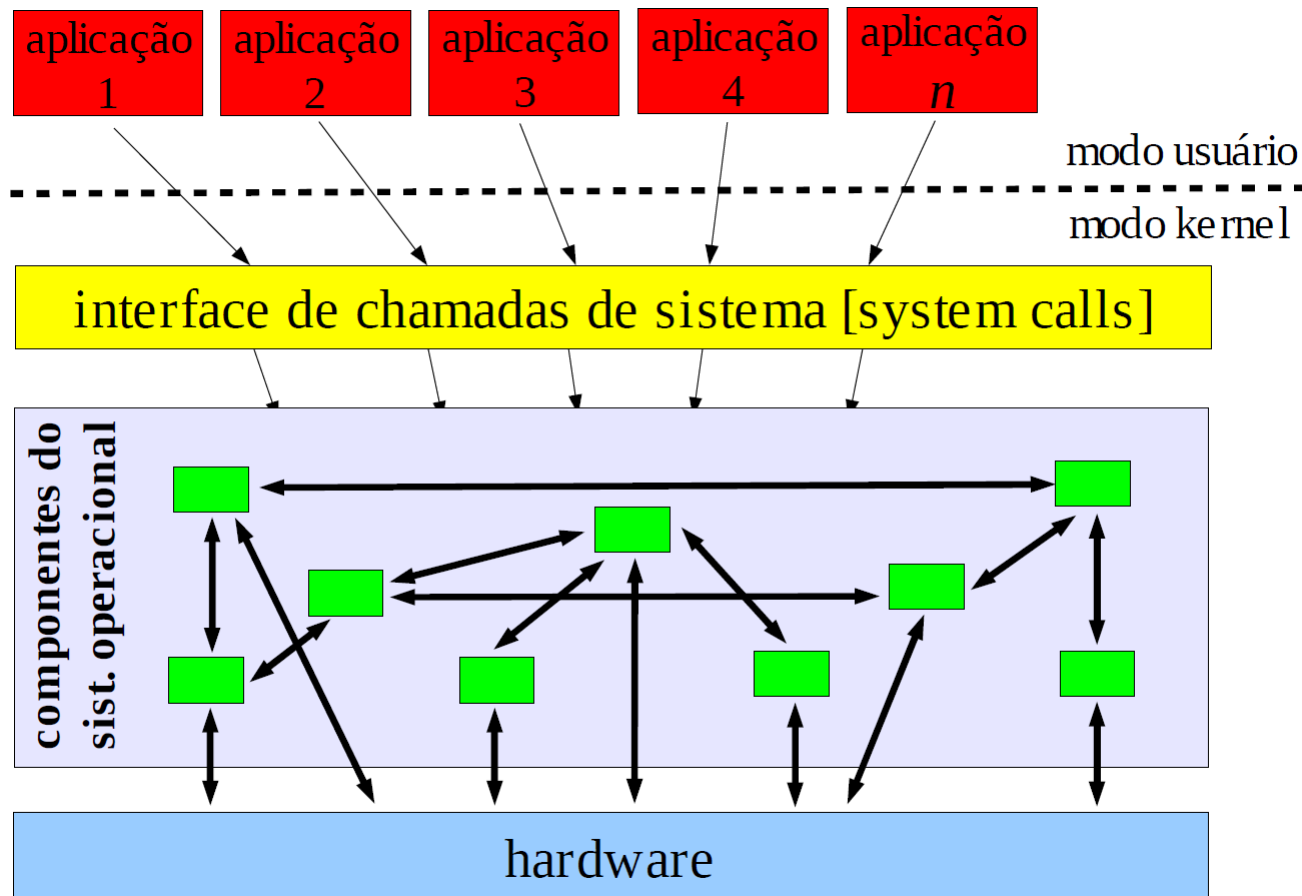 aplicação
1
aplicação
2
aplicação
3
aplicação
4
aplicação
n
modo usuário
modo kernel
interface de chamadas de sistema [system calls]
componentes do
sist. operacional
hardware